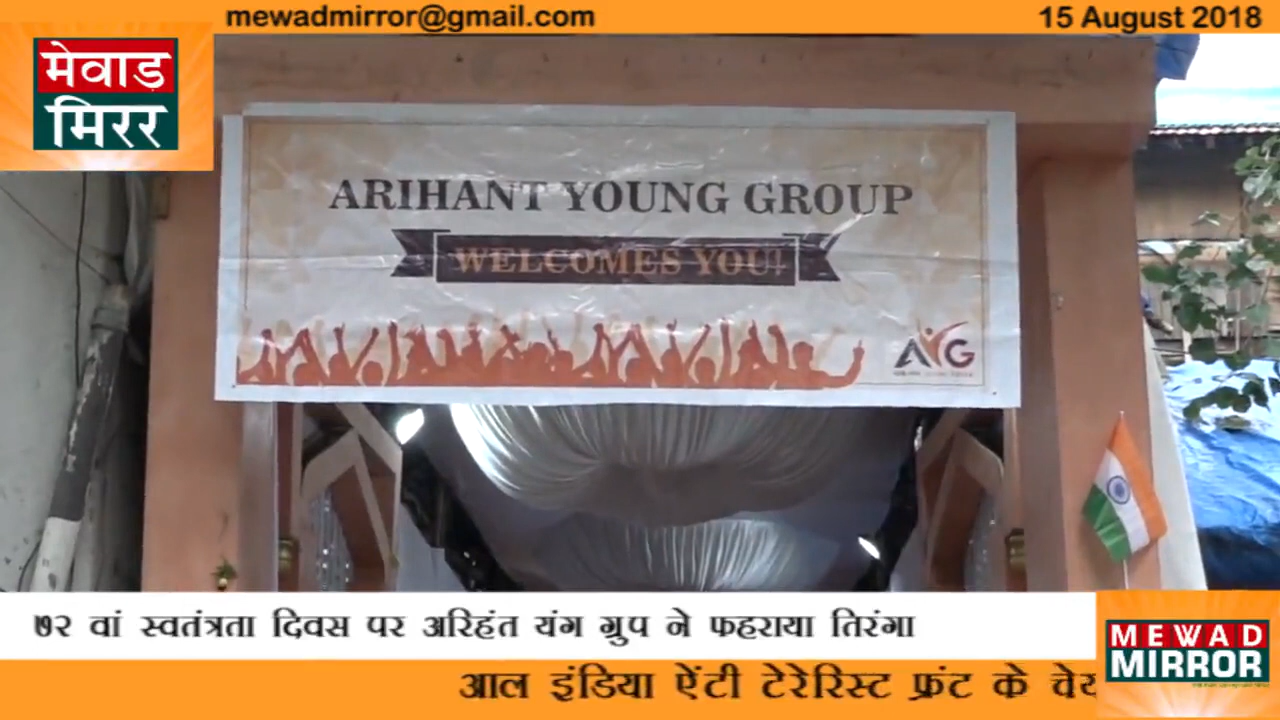 mewadmirror@gmail.com
15 August 2018
मेवाड़
मिरर
ARIHANT YOUNG GROUP
WELCOMES YOU!
AYG
७२ वां स्वतंत्रता दिवस पर अरिहंत यंग ग्रुप ने फहराया तिरंगा
MEWAD
MIRROR
आल इंडिया ऐंटी टेरेरिस्ट फ्रंट के चेय